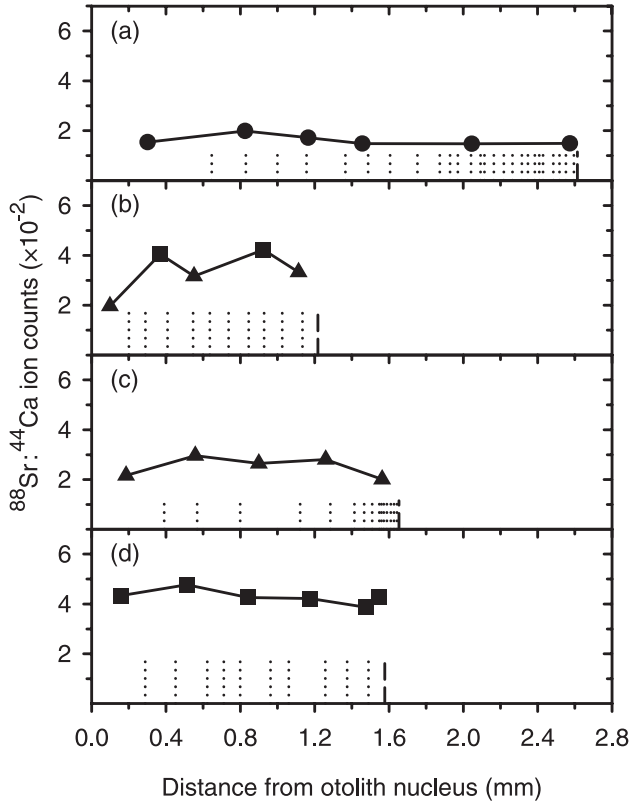 (a)
6
4
2
(b)
6
4
2
(c)
6
4
2
(d)
6
4
2
0.0 0.4 0.8 1.2 1.6 2.0 2.4 2.8
Distance from otolith nucleus (mm)
⁸⁸Sr: ⁴⁴Ca ion counts (×10⁻²)